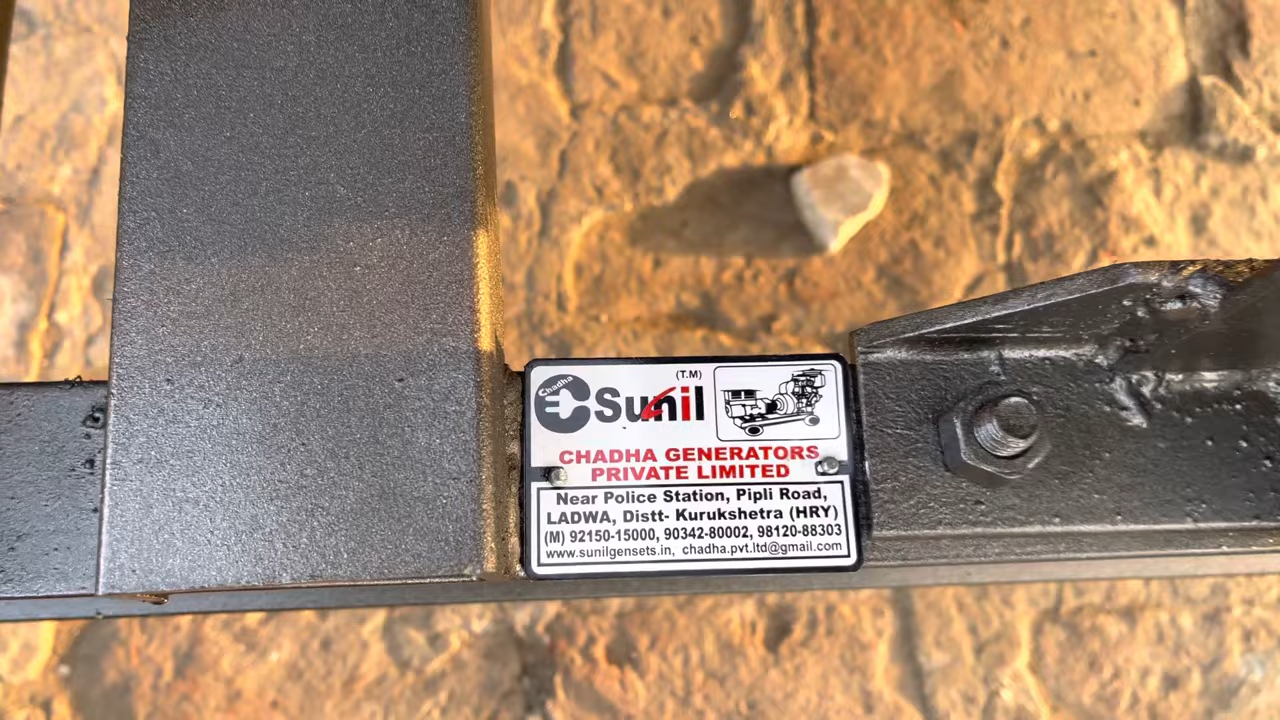 Chadha
Sunil
(T.M)
CHADHA GENERATORS
PRIVATE LIMITED
Near Police Station, Pipli Road,
LADWA, Distt- Kurukshetra (HRY)
(M) 92150-15000, 90342-80002, 98120-88303
www.sunilgensets.in, chadha.pvt.ltd@gmail.com